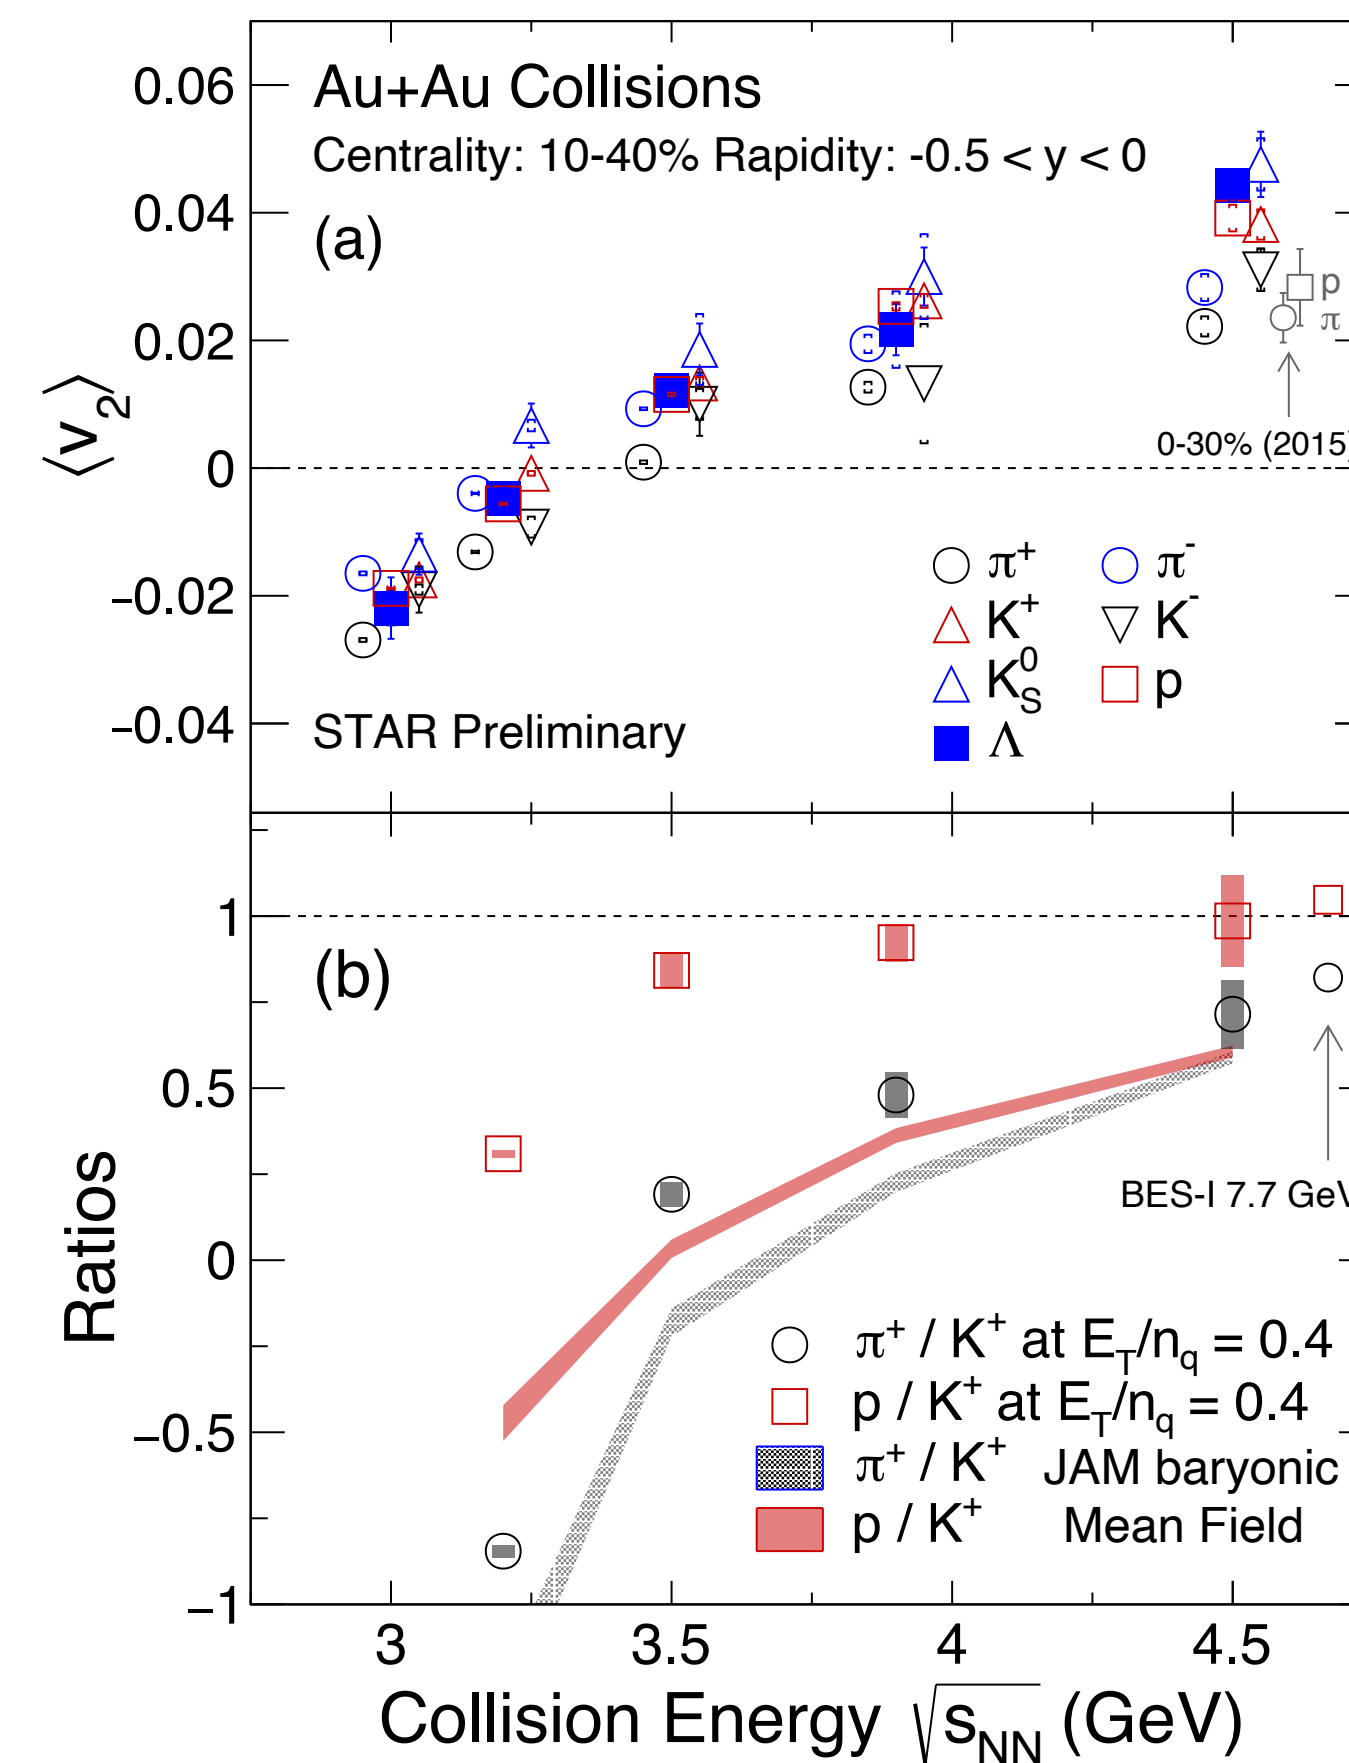 0.06
0.04
0.02
0
−0.02
−0.04
⟨v2⟩
Au+Au Collisions
Centrality: 10-40% Rapidity: -0.5 < y < 0
(a)
p
π
0-30% (2015)
π+ π-
K+ K-
K0S p
Λ
STAR Preliminary
1
0.5
0
−0.5
−1
Ratios
(b)
BES-I 7.7 GeV
π+ / K+ at ET/nq = 0.4
p / K+ at ET/nq = 0.4
π+ / K+ JAM baryonic
p / K+ Mean Field
3 3.5 4 4.5
Collision Energy √sNN (GeV)